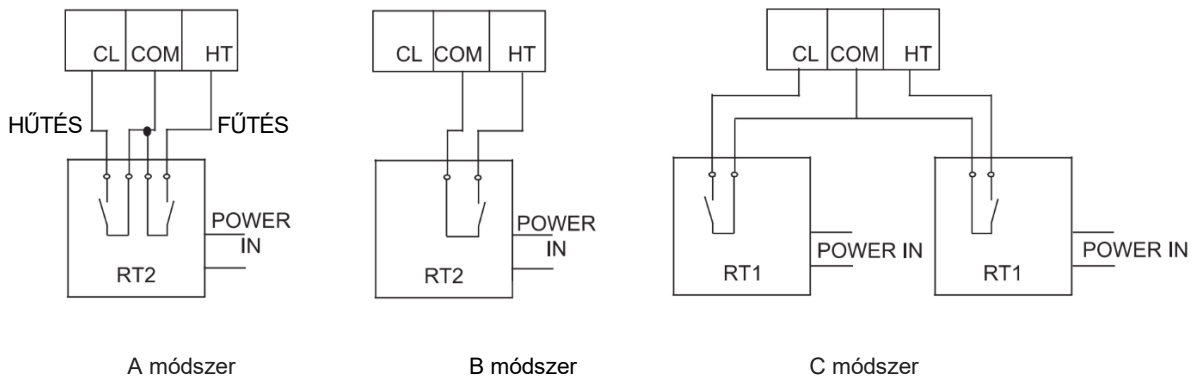 CL COM HT
HŰTÉS FŰTÉS
POWER
IN
RT2
A módszer
CL COM HT
POWER
IN
RT2
B módszer
CL COM HT
POWER IN
RT1
POWER IN
RT1
C módszer